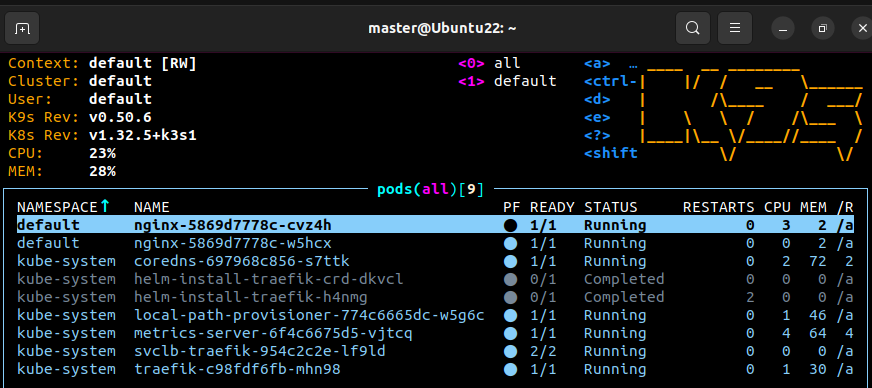 master@Ubuntu22: ~
Context: default [RW] <0> all <a> …
Cluster: default <1> default <ctrl-
User: default <d>
K9s Rev: v0.50.6 <e>
K8s Rev: v1.32.5+k3s1 <?>
CPU: 23% <shift
MEM: 28%
K9s
pods(all)[9]
NAMESPACE↑ NAME PF READY STATUS RESTARTS CPU MEM /R
default nginx-5869d7778c-cvz4h ● 1/1 Running 0 3 2 /a
default nginx-5869d7778c-w5hcx ● 1/1 Running 0 0 2 /a
kube-system coredns-697968c856-s7ttk ● 1/1 Running 0 2 72 2
kube-system helm-install-traefik-crd-dkvcl ● 0/1 Completed 0 0 0 /a
kube-system helm-install-traefik-h4nmg ● 0/1 Completed 2 0 0 /a
kube-system local-path-provisioner-774c6665dc-w5g6c ● 1/1 Running 0 1 46 /a
kube-system metrics-server-6f4c6675d5-vjtcq ● 1/1 Running 0 4 64 4
kube-system svclb-traefik-954c2c2e-lf9ld ● 2/2 Running 0 0 0 /a
kube-system traefik-c98fdf6fb-mhn98 ● 1/1 Running 0 1 30 /a